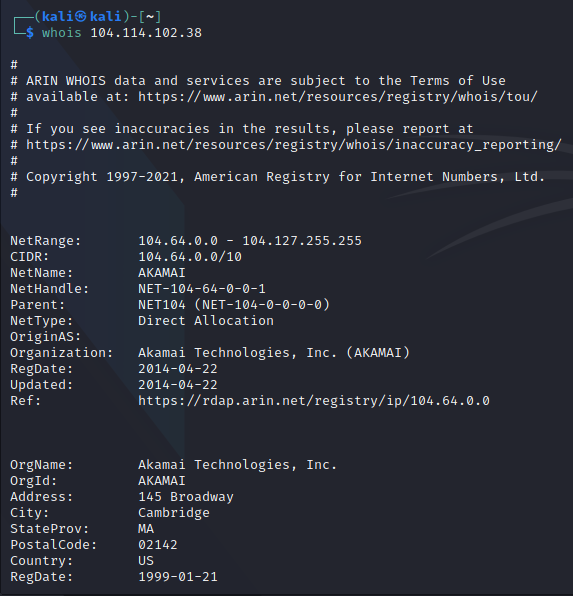 ┌──(kali㉿kali)-[~]
└─$ whois 104.114.102.38
#
# ARIN WHOIS data and services are subject to the Terms of Use
# available at: https://www.arin.net/resources/registry/whois/tou/
#
# If you see inaccuracies in the results, please report at
# https://www.arin.net/resources/registry/whois/inaccuracy_reporting/
#
# Copyright 1997-2021, American Registry for Internet Numbers, Ltd.
#
NetRange:       104.64.0.0 - 104.127.255.255
CIDR:           104.64.0.0/10
NetName:        AKAMAI
NetHandle:      NET-104-64-0-0-1
Parent:         NET104 (NET-104-0-0-0-0)
NetType:        Direct Allocation
OriginAS:
Organization:   Akamai Technologies, Inc. (AKAMAI)
RegDate:        2014-04-22
Updated:        2014-04-22
Ref:            https://rdap.arin.net/registry/ip/104.64.0.0
OrgName:        Akamai Technologies, Inc.
OrgId:          AKAMAI
Address:        145 Broadway
City:           Cambridge
StateProv:      MA
PostalCode:     02142
Country:        US
RegDate:        1999-01-21